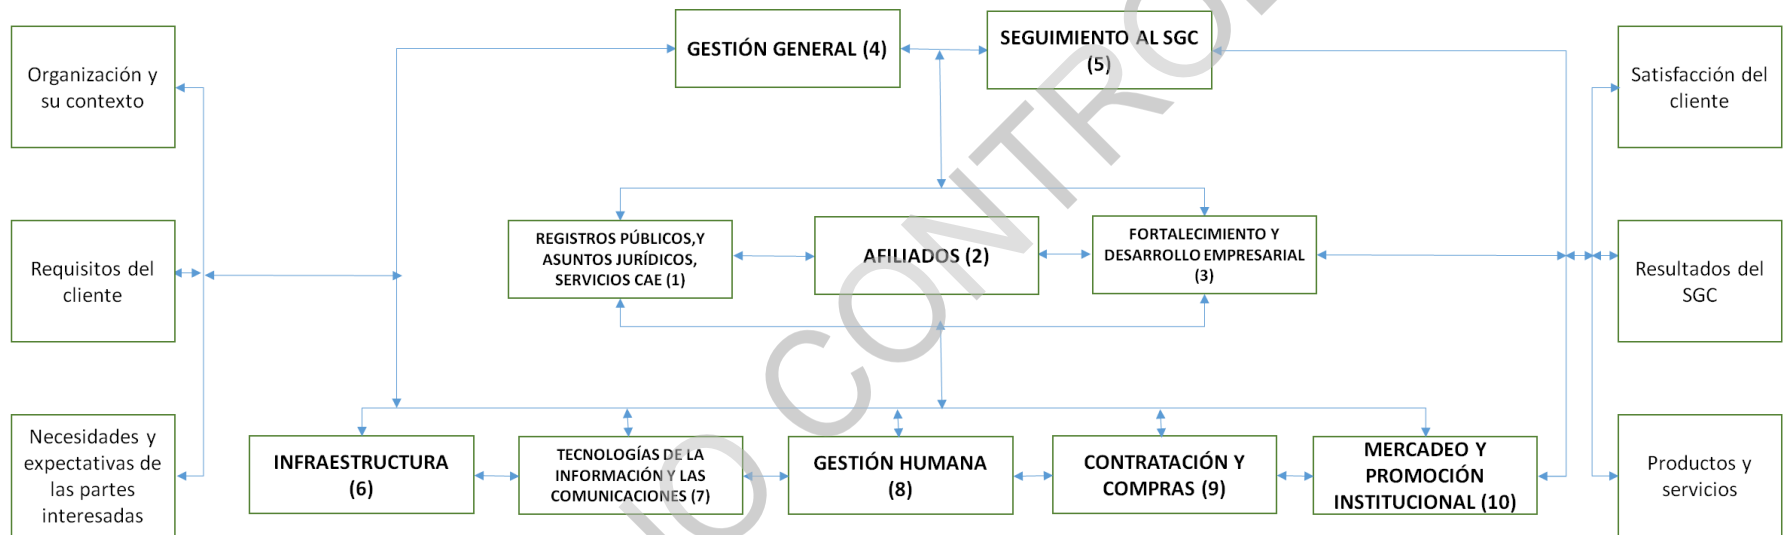 GESTIÓN GENERAL (4)
SEGUIMIENTO AL SGC
(5)
Organización y
su contexto
Satisfacción del
cliente
REGISTROS PÚBLICOS,Y
ASUNTOS JURÍDICOS,
SERVICIOS CAE (1)
AFILIADOS (2)
FORTALECIMIENTO Y
DESARROLLO EMPRESARIAL
(3)
Requisitos del
cliente
Resultados del
SGC
Necesidades y
expectativas de
las partes
interesadas
INFRAESTRUCTURA
(6)
TECNOLOGÍAS DE LA
INFORMACIÓN Y LAS
COMUNICACIONES (7)
GESTIÓN HUMANA
(8)
CONTRATACIÓN Y
COMPRAS (9)
MERCADEO Y
PROMOCIÓN
INSTITUCIONAL (10)
Productos y
servicios